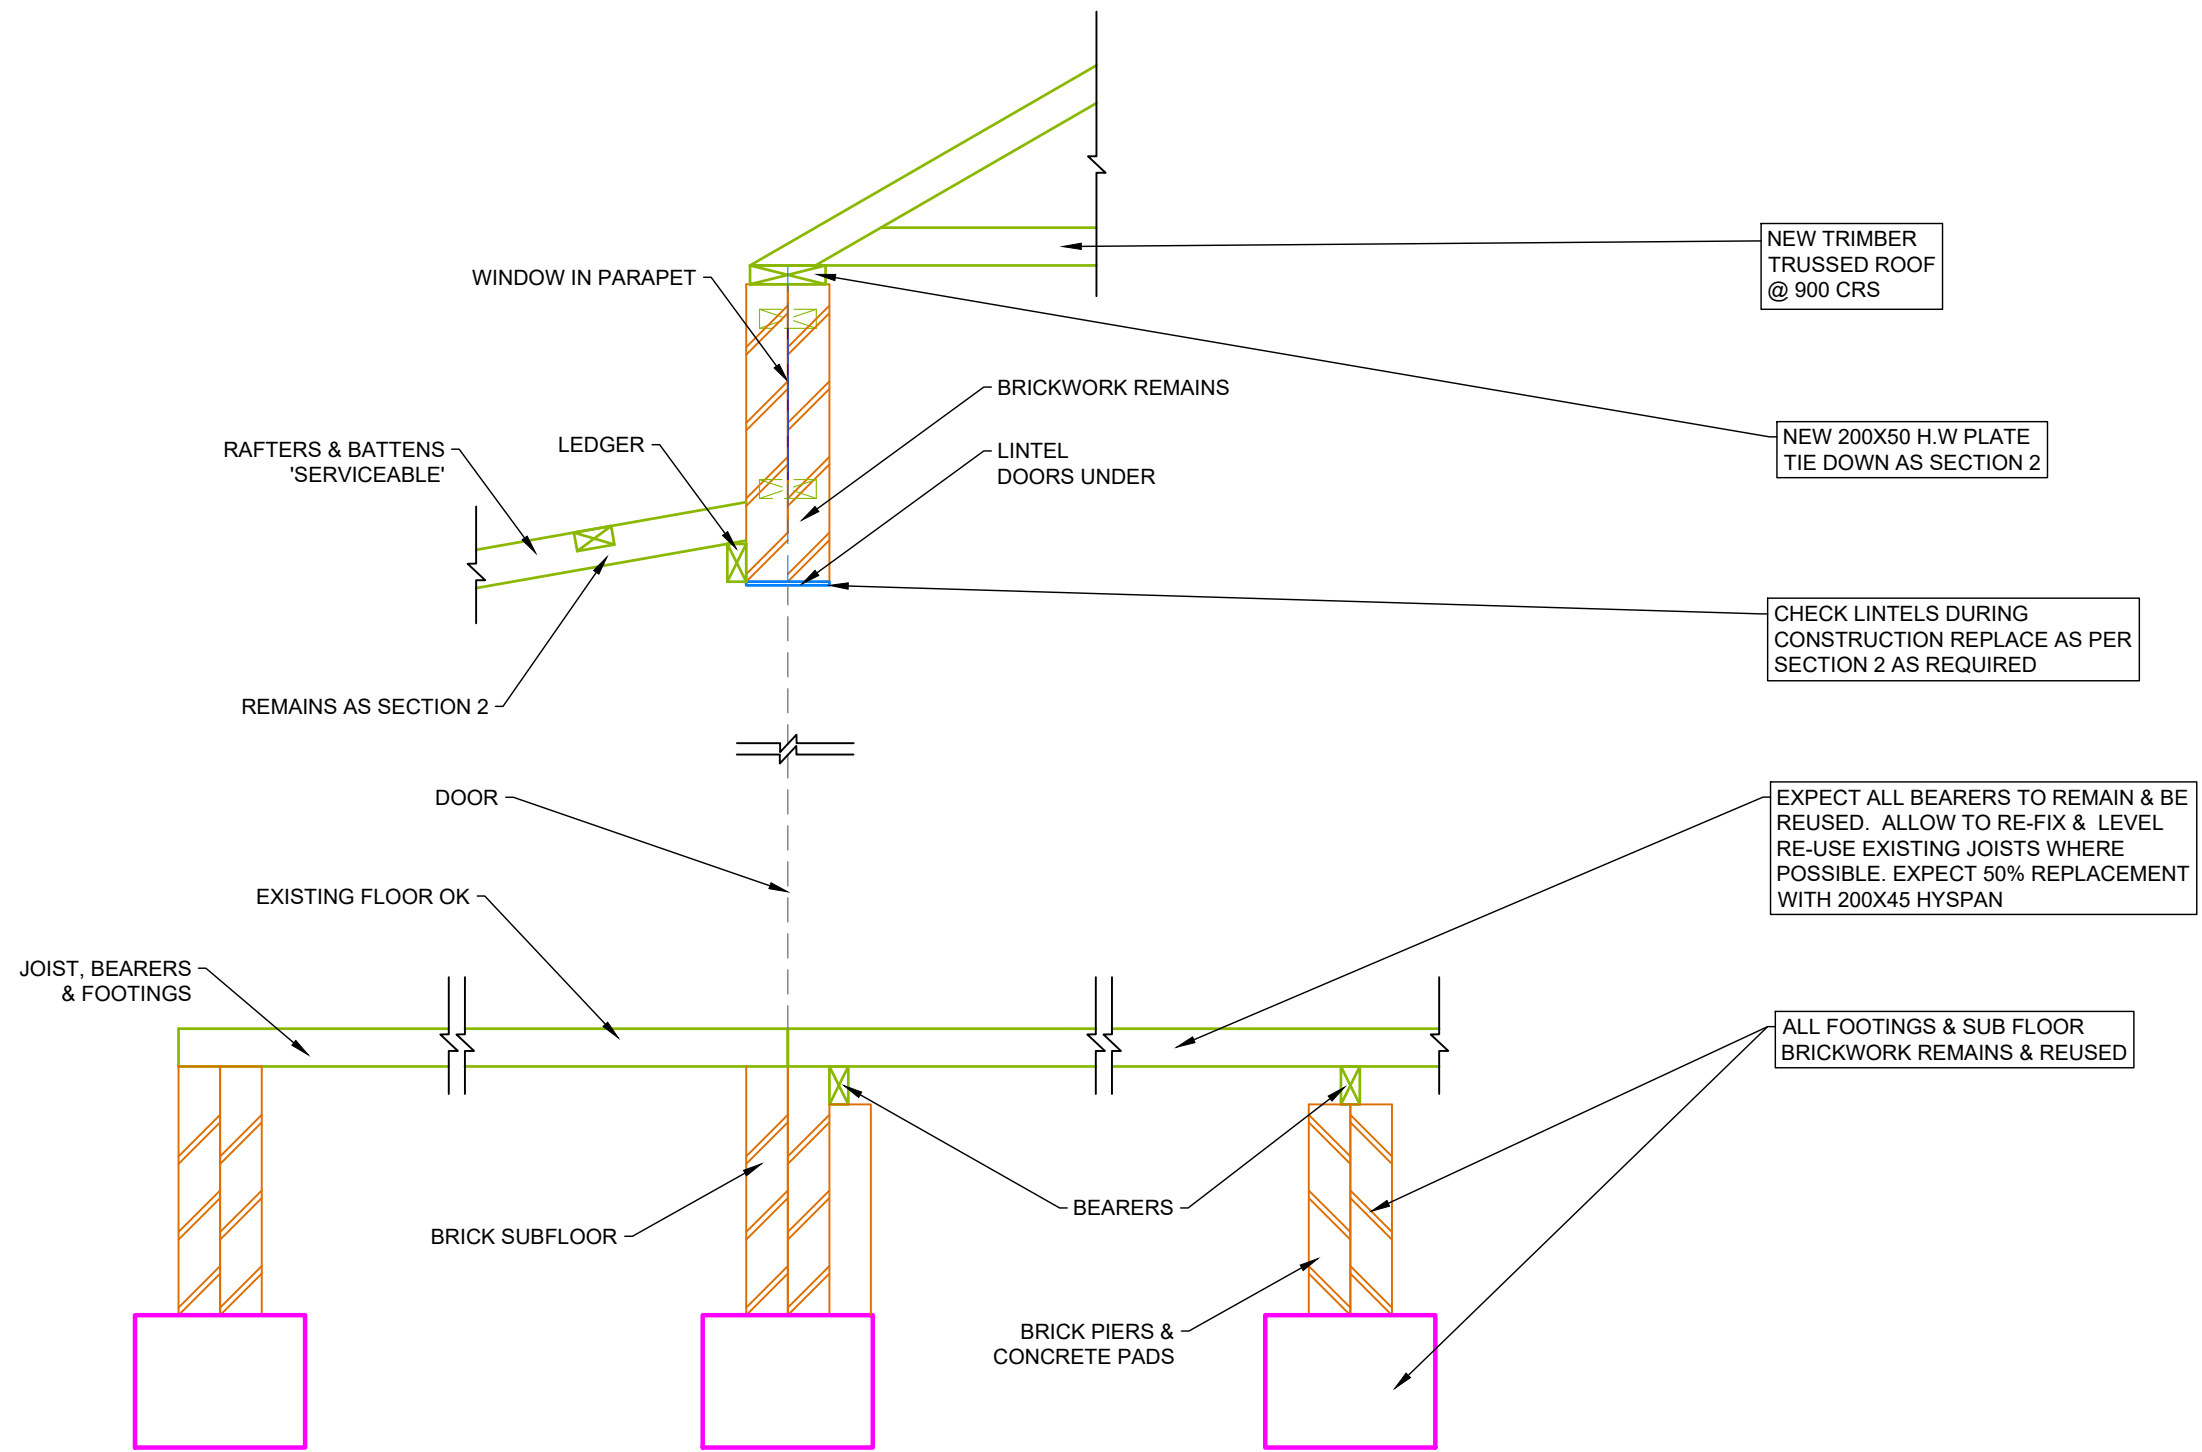 NEW TRIMBER
TRUSSED ROOF
@ 900 CRS
WINDOW IN PARAPET
BRICKWORK REMAINS
RAFTERS & BATTENS
'SERVICEABLE'
LEDGER
LINTEL
DOORS UNDER
NEW 200X50 H.W PLATE
TIE DOWN AS SECTION 2
CHECK LINTELS DURING
CONSTRUCTION REPLACE AS PER
SECTION 2 AS REQUIRED
REMAINS AS SECTION 2
DOOR
EXPECT ALL BEARERS TO REMAIN & BE
REUSED. ALLOW TO RE-FIX & LEVEL
RE-USE EXISTING JOISTS WHERE
POSSIBLE. EXPECT 50% REPLACEMENT
WITH 200X45 HYSPAN
EXISTING FLOOR OK
JOIST, BEARERS
& FOOTINGS
ALL FOOTINGS & SUB FLOOR
BRICKWORK REMAINS & REUSED
BEARERS
BRICK SUBFLOOR
BRICK PIERS &
CONCRETE PADS